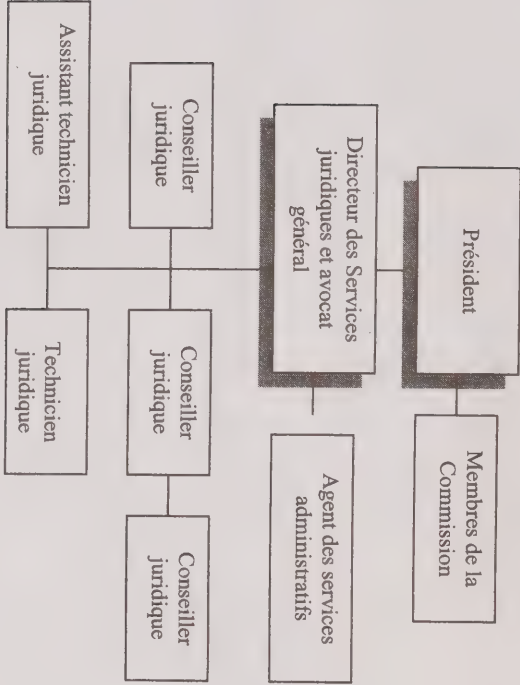 Président
Membres de la
Commission
Directeur des Services
juridiques et avocat
général
Agent des services
administratifs
Conseiller
juridique
Conseiller
juridique
Conseiller
juridique
Assistant technicien
juridique
Technicien
juridique